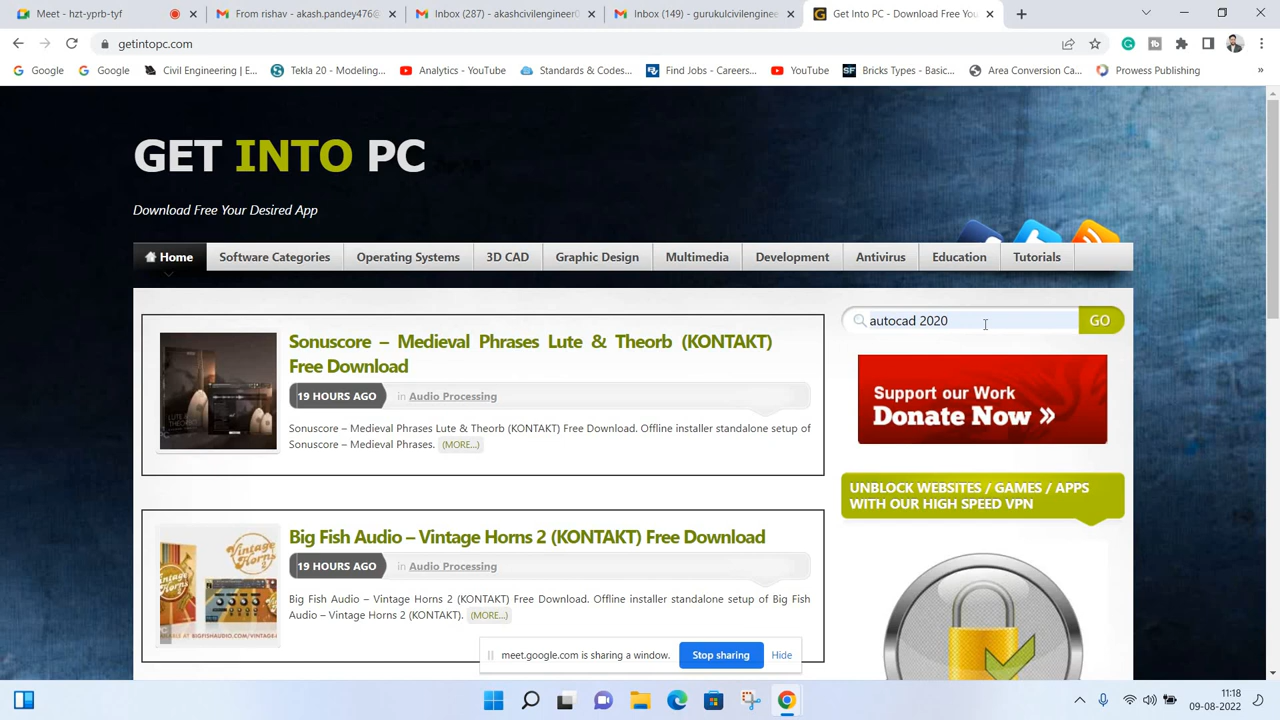 Meet - hzt-yprb-tyr
From rishav - akash.pandey476@
Inbox (287) - akashcivilengineer0
Inbox (149) - gurukulcivilengine
Get Into PC - Download Free You
getintopc.com
Google
Google
Civil Engineering | E...
Tekla 20 - Modeling...
Analytics - YouTube
Standards & Codes...
Find Jobs - Careers...
YouTube
Bricks Types - Basic...
Area Conversion Ca...
Prowess Publishing
GET INTO PC
Download Free Your Desired App
Home
Software Categories
Operating Systems
3D CAD
Graphic Design
Multimedia
Development
Antivirus
Education
Tutorials
autocad 2020
GO
Sonuscore – Medieval Phrases Lute & Theorb (KONTAKT)
Free Download
19 HOURS AGO in Audio Processing
Sonuscore – Medieval Phrases Lute & Theorb (KONTAKT) Free Download. Offline installer standalone setup of
Sonuscore – Medieval Phrases. (MORE...)
Support our Work
Donate Now »
UNBLOCK WEBSITES / GAMES / APPS
WITH OUR HIGH SPEED VPN
Big Fish Audio – Vintage Horns 2 (KONTAKT) Free Download
19 HOURS AGO in Audio Processing
Big Fish Audio – Vintage Horns 2 (KONTAKT) Free Download. Offline installer standalone setup of Big Fish
Audio – Vintage Horns 2 (KONTAKT). (MORE...)
meet.google.com is sharing a window.
Stop sharing
Hide
11:18
09-08-2022